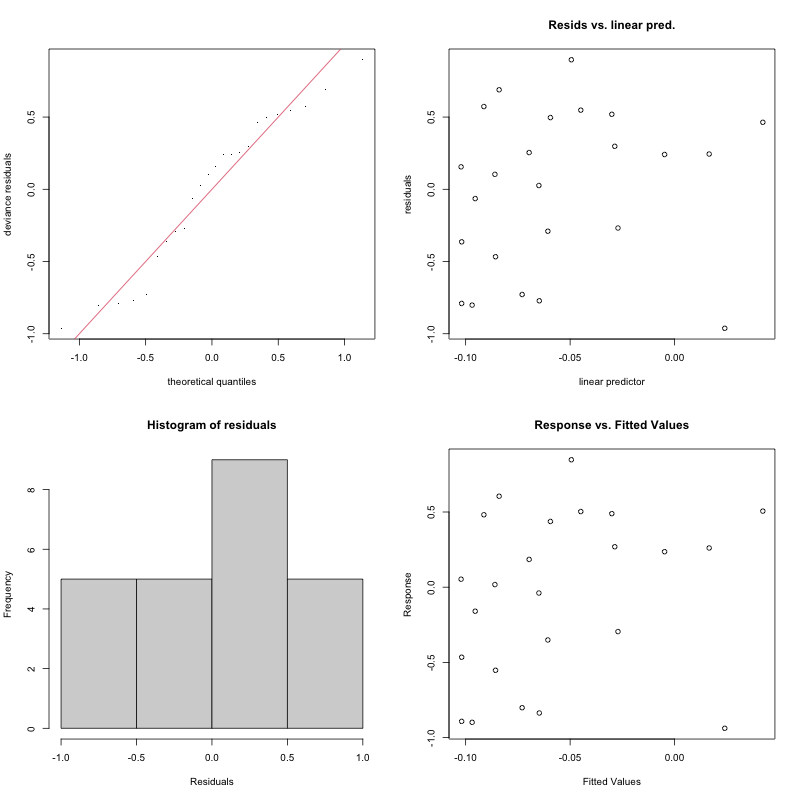 deviance residuals
-1.0
-0.5
0.0
0.5
-1.0 -0.5 0.0 0.5 1.0
theoretical quantiles
Resids vs. linear pred.
residuals
-1.0
-0.5
0.0
0.5
-0.10 -0.05 0.00
linear predictor
Histogram of residuals
Frequency
0
2
4
6
8
-1.0 -0.5 0.0 0.5 1.0
Residuals
Response vs. Fitted Values
Response
-1.0
-0.5
0.0
0.5
-0.10 -0.05 0.00
Fitted Values